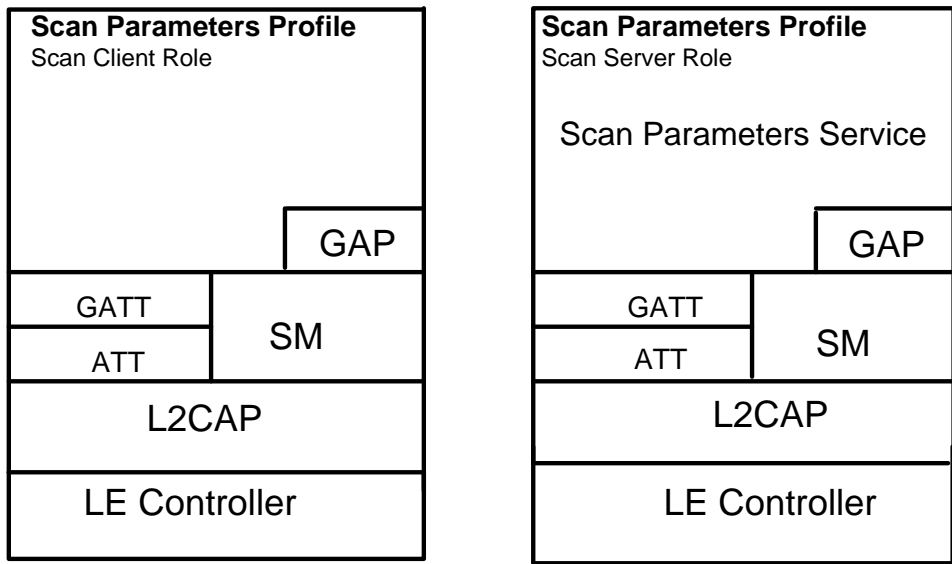 Scan Parameters Profile
Scan Client Role
GAP
GATT
SM
ATT
L2CAP
LE Controller
Scan Parameters Profile
Scan Server Role
Scan Parameters Service
GAP
GATT
SM
ATT
L2CAP
LE Controller